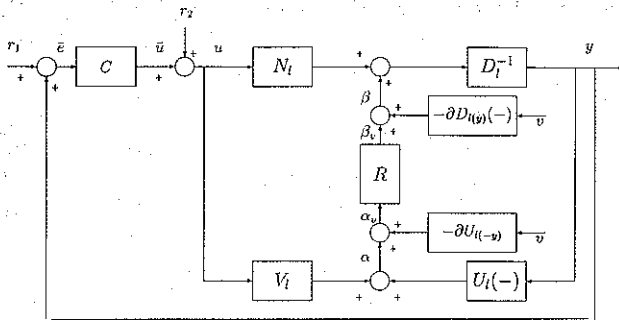 r₂
r₁ ē C ū u N_l D_l⁻¹ y
+ + + + + +
β −∂D_{l(y)}(−) v
+ +
β_v
R
α_v −∂U_{l(−y)} v
+ +
α
V_l U_l(−)
+ +